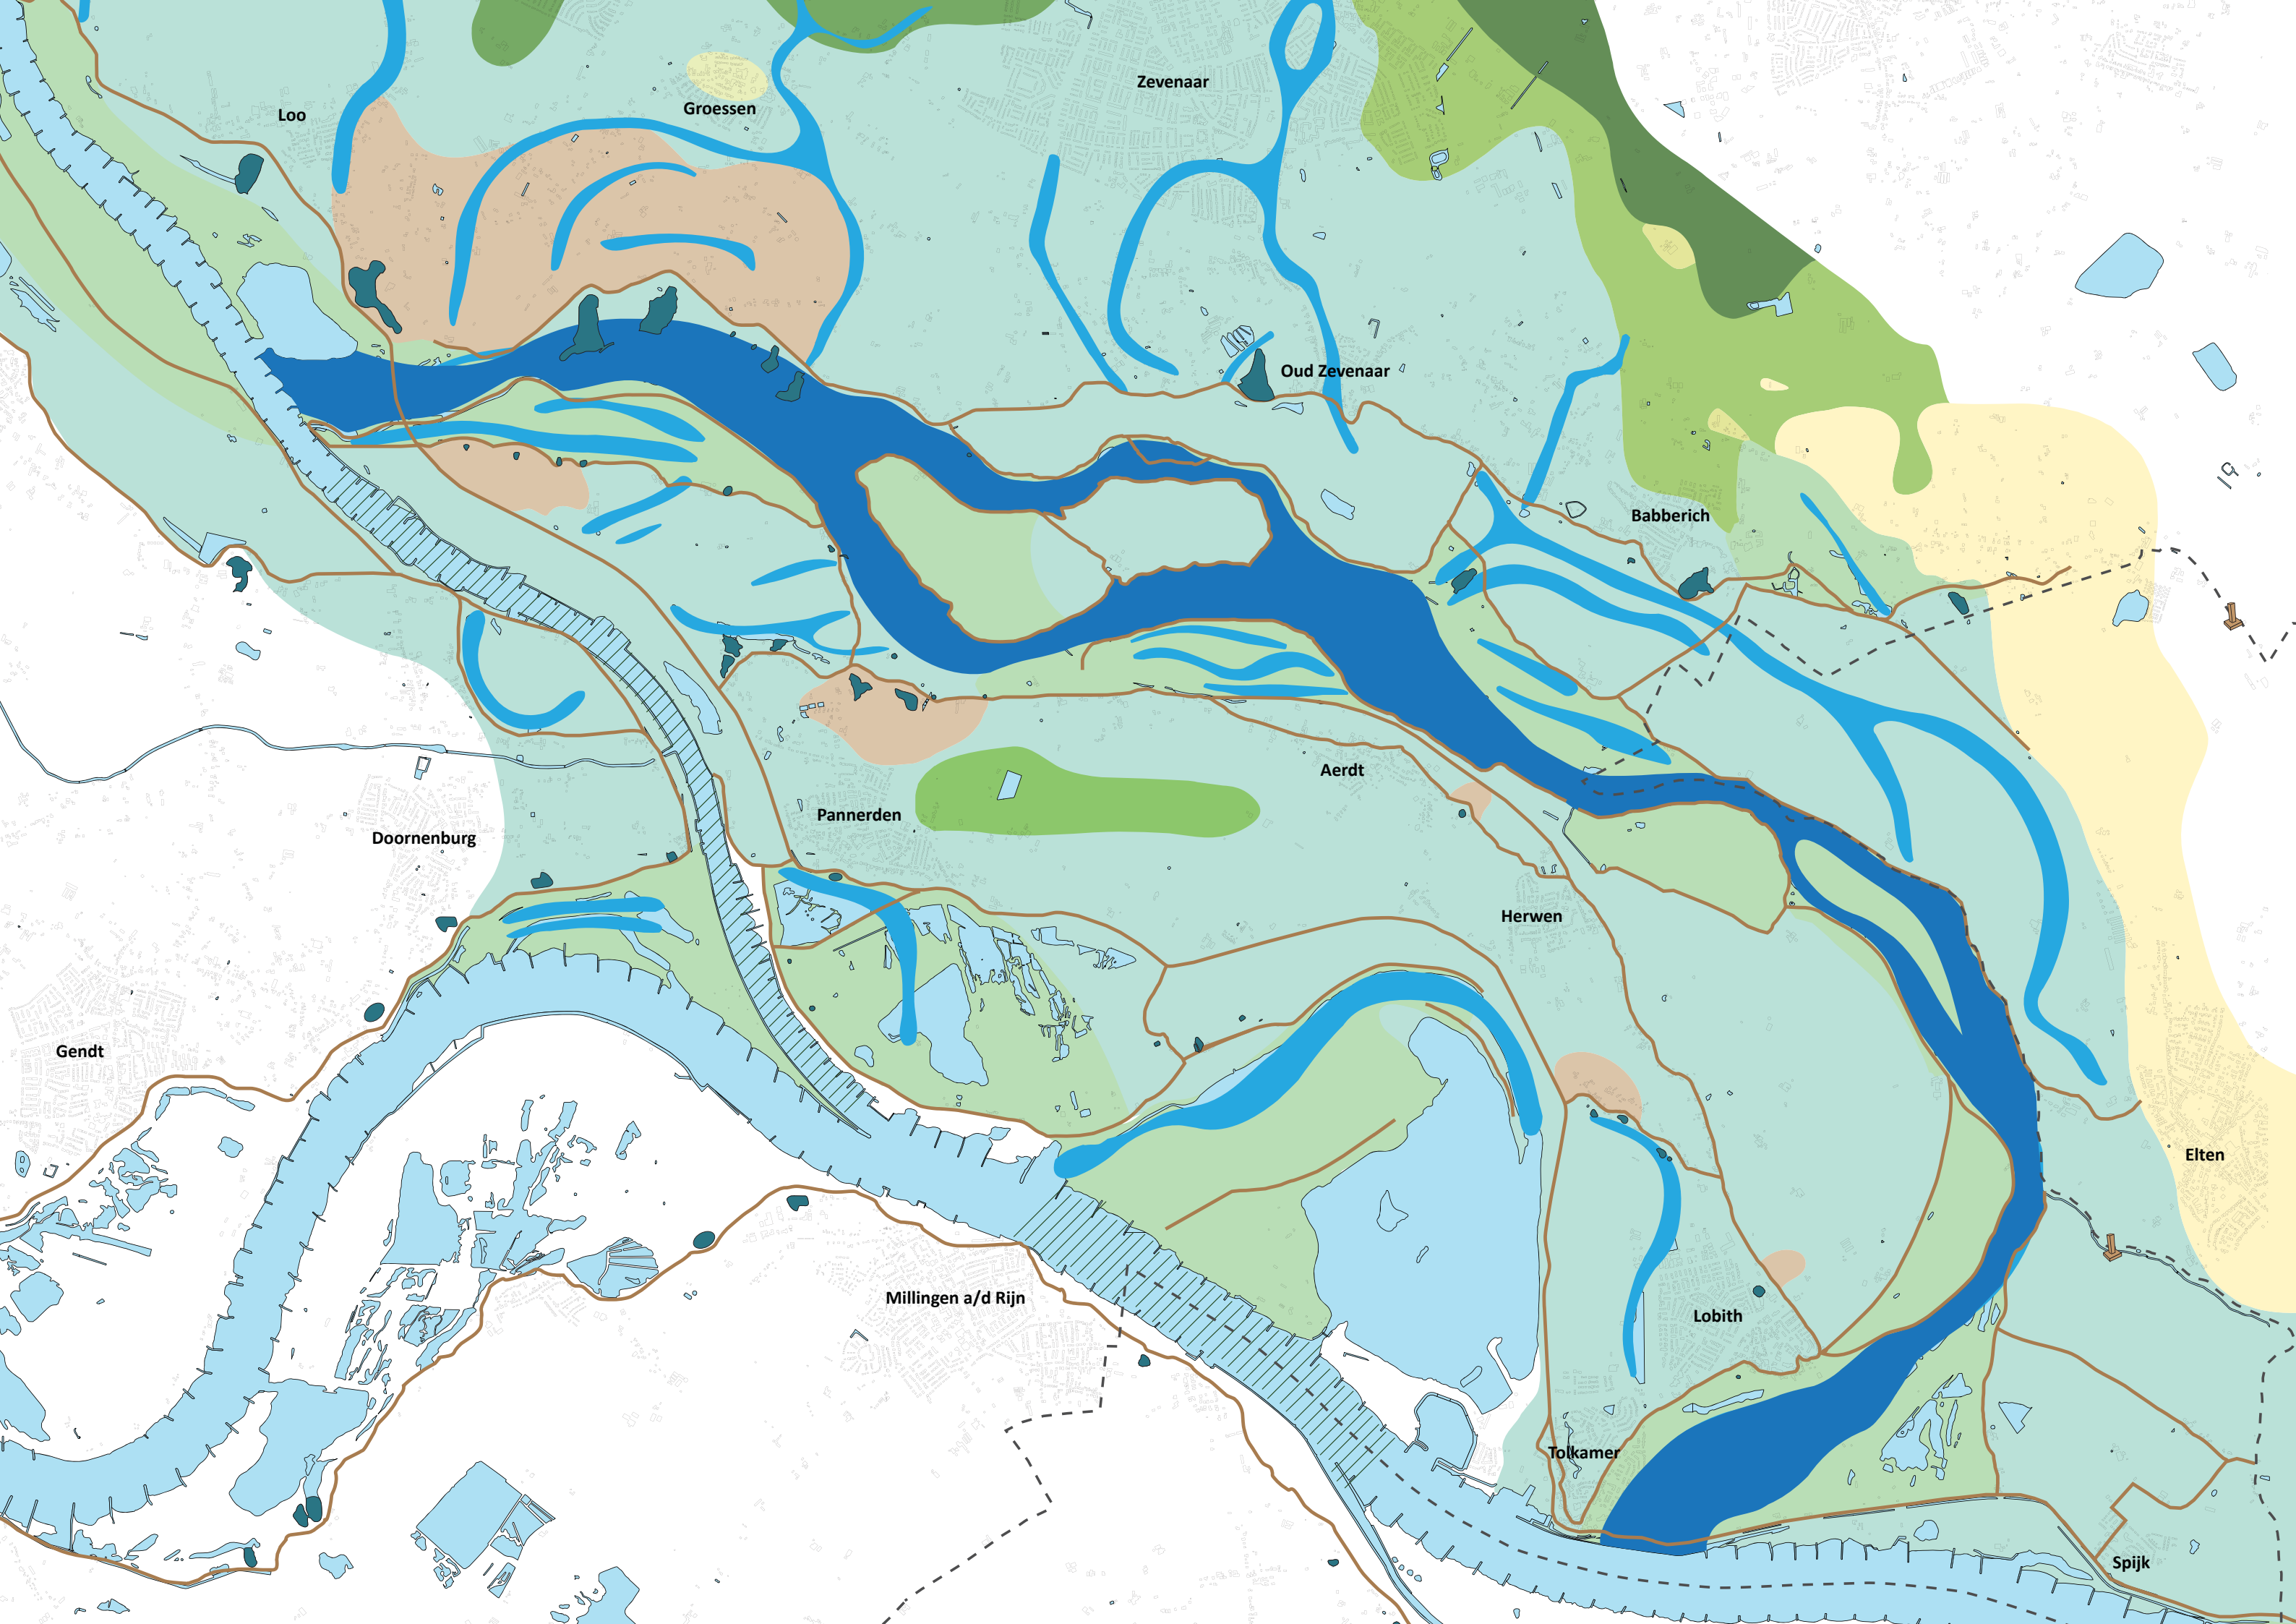 Zevenaar
Groessen
Loo
Oud Zevenaar
Babberich
Aerdt
Pannerden
Doornenburg
Herwen
Gendt
Elten
Millingen a/d Rijn
Lobith
Tolkamer
Spijk